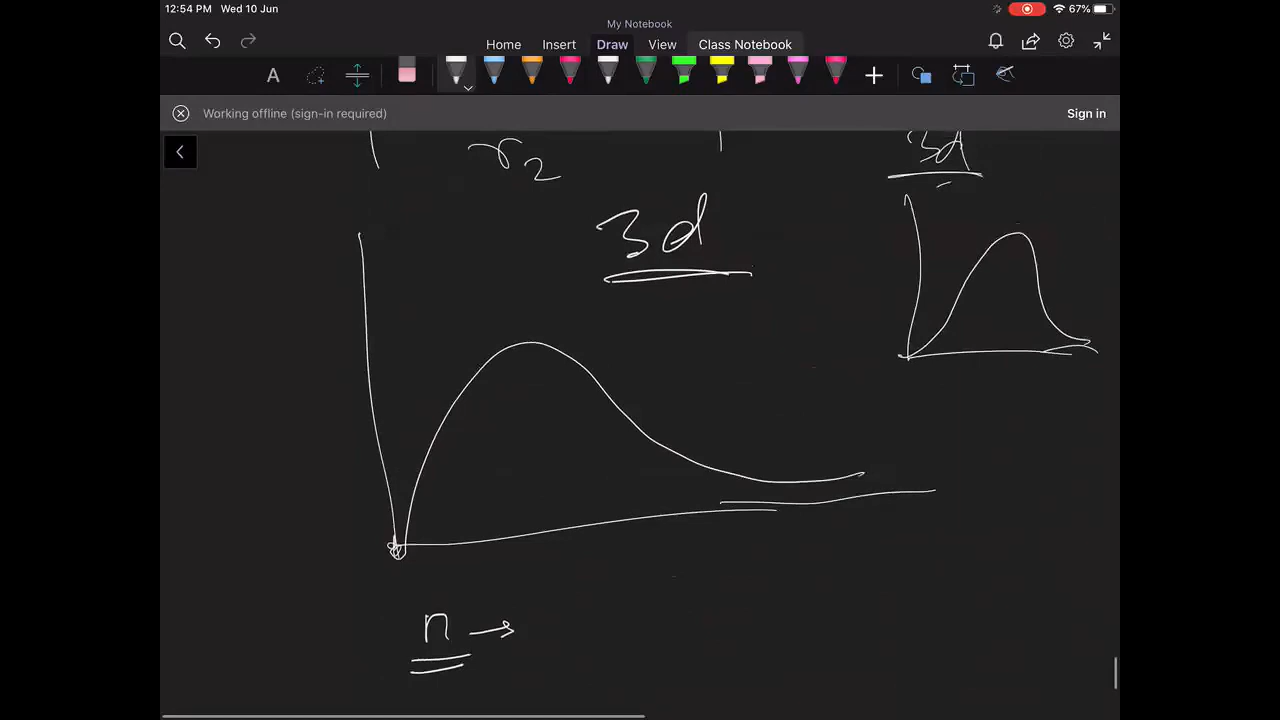 12:54 PM Wed 10 Jun
67%
My Notebook
Home Insert Draw View Class Notebook
A
Working offline (sign-in required)
Sign in
r2
3d
3d
n →